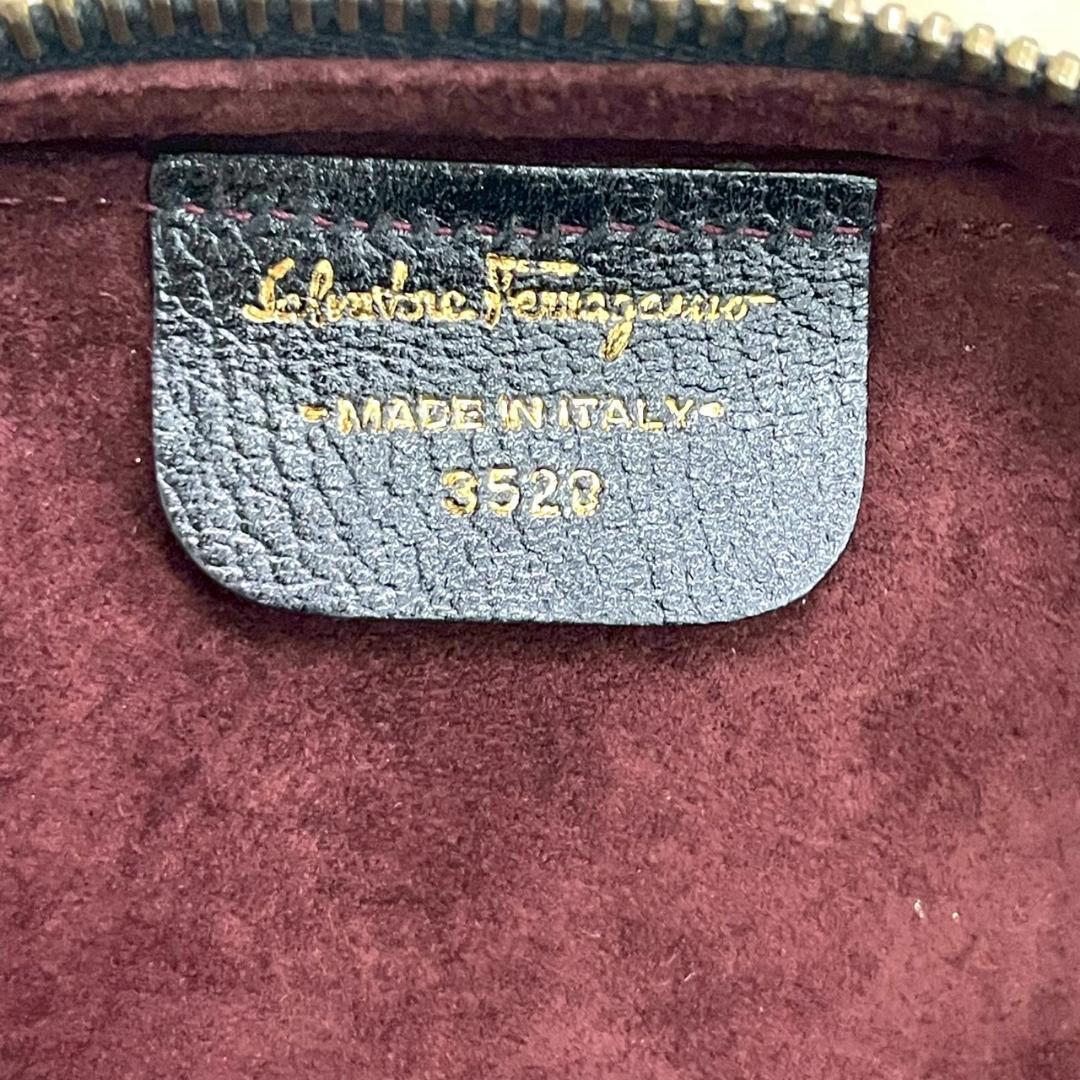 Salvatore Ferragamo
-MADE IN ITALY-
3528